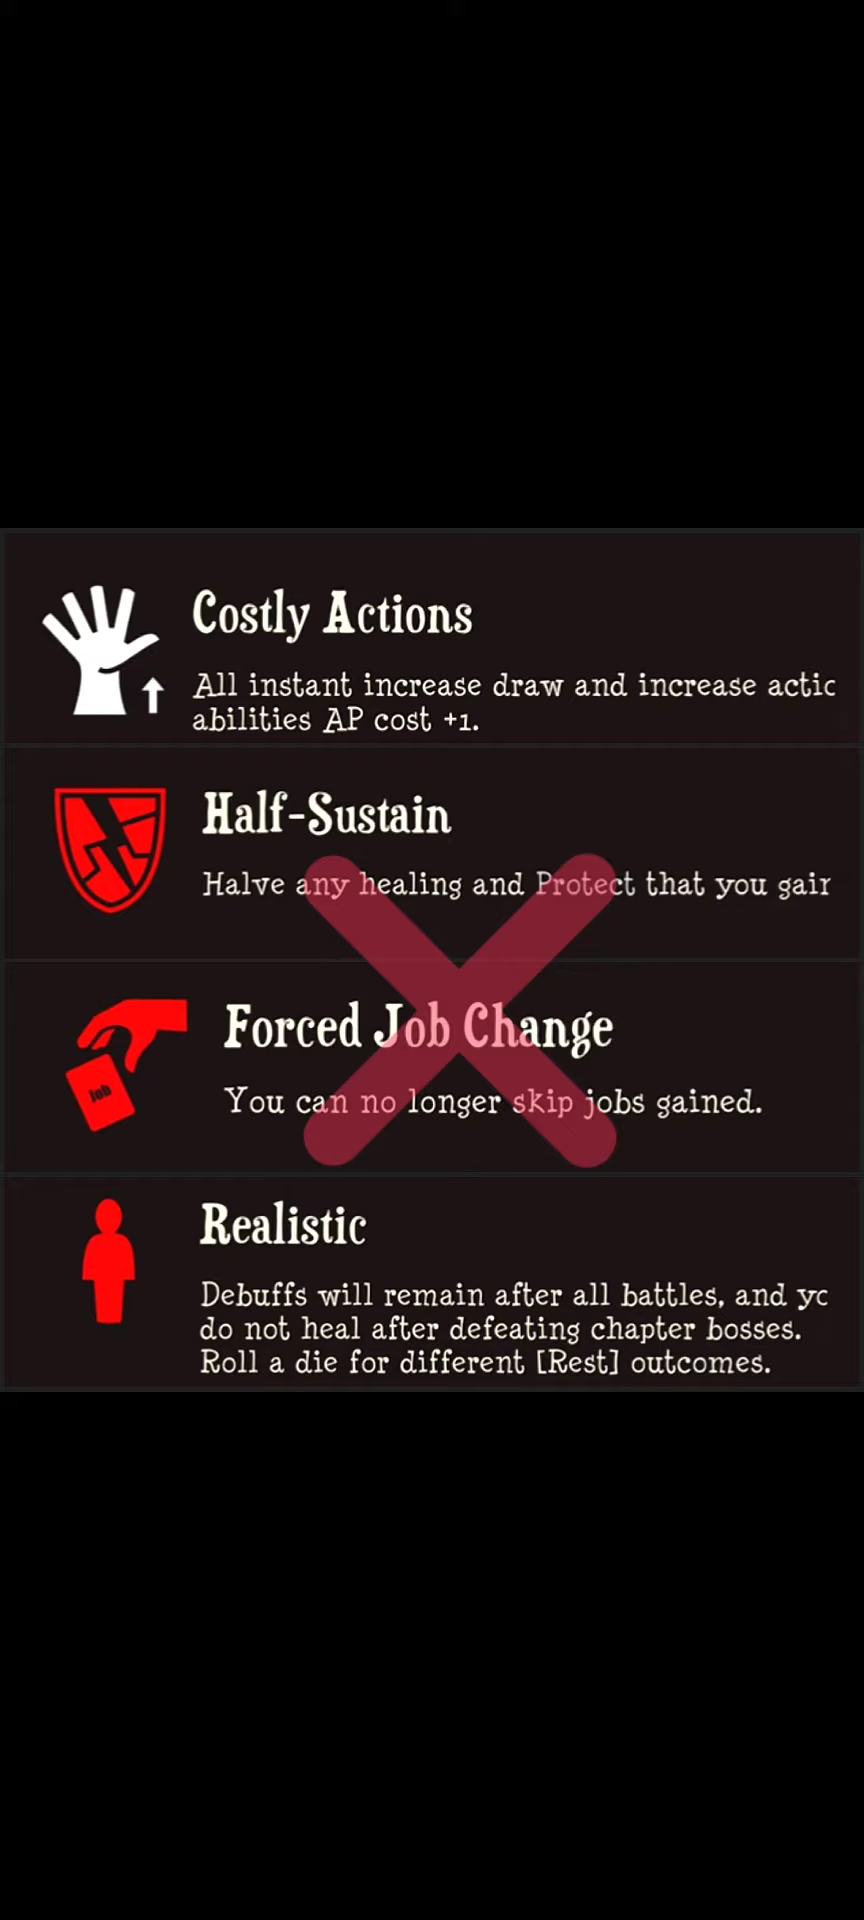 Costly Actions
All instant increase draw and increase actic
abilities AP cost +1.
Half-Sustain
Halve any healing and Protect that you gair
Forced Job Change
Job
You can no longer skip jobs gained.
Realistic
Debuffs will remain after all battles, and yc
do not heal after defeating chapter bosses.
Roll a die for different [Rest] outcomes.